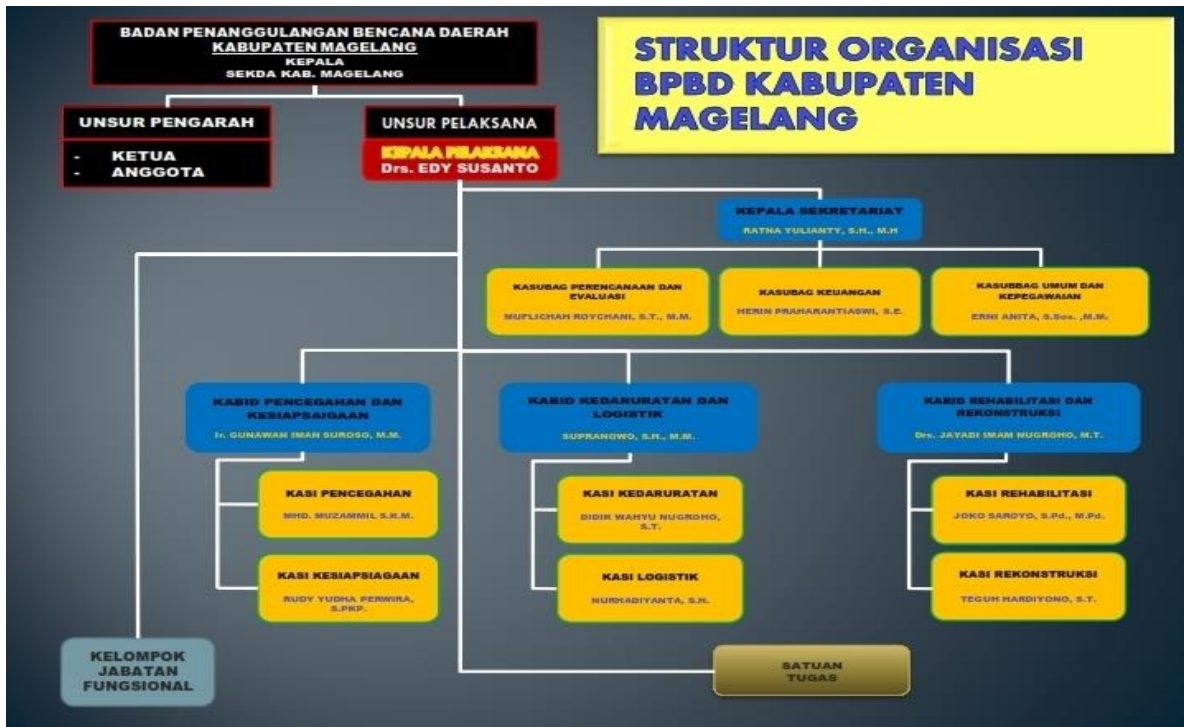 BADAN PENANGGULANGAN BENCANA DAERAH
KABUPATEN MAGELANG
KEPALA
SEKDA KAB. MAGELANG
STRUKTUR ORGANISASI
BPBD KABUPATEN
MAGELANG
UNSUR PENGARAH
- KETUA
- ANGGOTA
UNSUR PELAKSANA
KEPALA PELAKSANA
Drs. EDY SUSANTO
KEPALA SEKRETARIAT
RATNA YULIANTY, S.H., M.H
KASUBAG PERENCANAAN DAN
EVALUASI
MUFLICHAH ROYCHANI, S.T., M.M.
KASUBAG KEUANGAN
HERIN PRAHARANTIASWI, S.E.
KASUBBAG UMUM DAN
KEPEGAWAIAN
ERNI ANITA, S.Sos. ,M.M.
KABID PENCEGAHAN DAN
KESIAPSAIGAAN
Ir. GUNAWAN IMAN SUROSO, M.M.
KASI PENCEGAHAN
MHD. MUZAMMIL S.K.M.
KASI KESIAPSIAGAAN
RUDY YUDHA PERWIRA,
S.PKP.
KABID KEDARURATAN DAN
LOGISTIK
SUPRANOWO, S.H., M.M.
KASI KEDARURATAN
DIDIK WAHYU NUGROHO,
S.T.
KASI LOGISTIK
NURHADIYANTA, S.H.
KABID REHABILITASI DAN
REKONSTRUKSI
Drs. JAYADI IMAM NUGROHO, M.T.
KASI REHABILITASI
JOKO SAROYO, S.Pd., M.Pd.
KASI REKONSTRUKSI
TEGUH HARDIYONO, S.T.
KELOMPOK
JABATAN
FUNGSIONAL
SATUAN
TUGAS